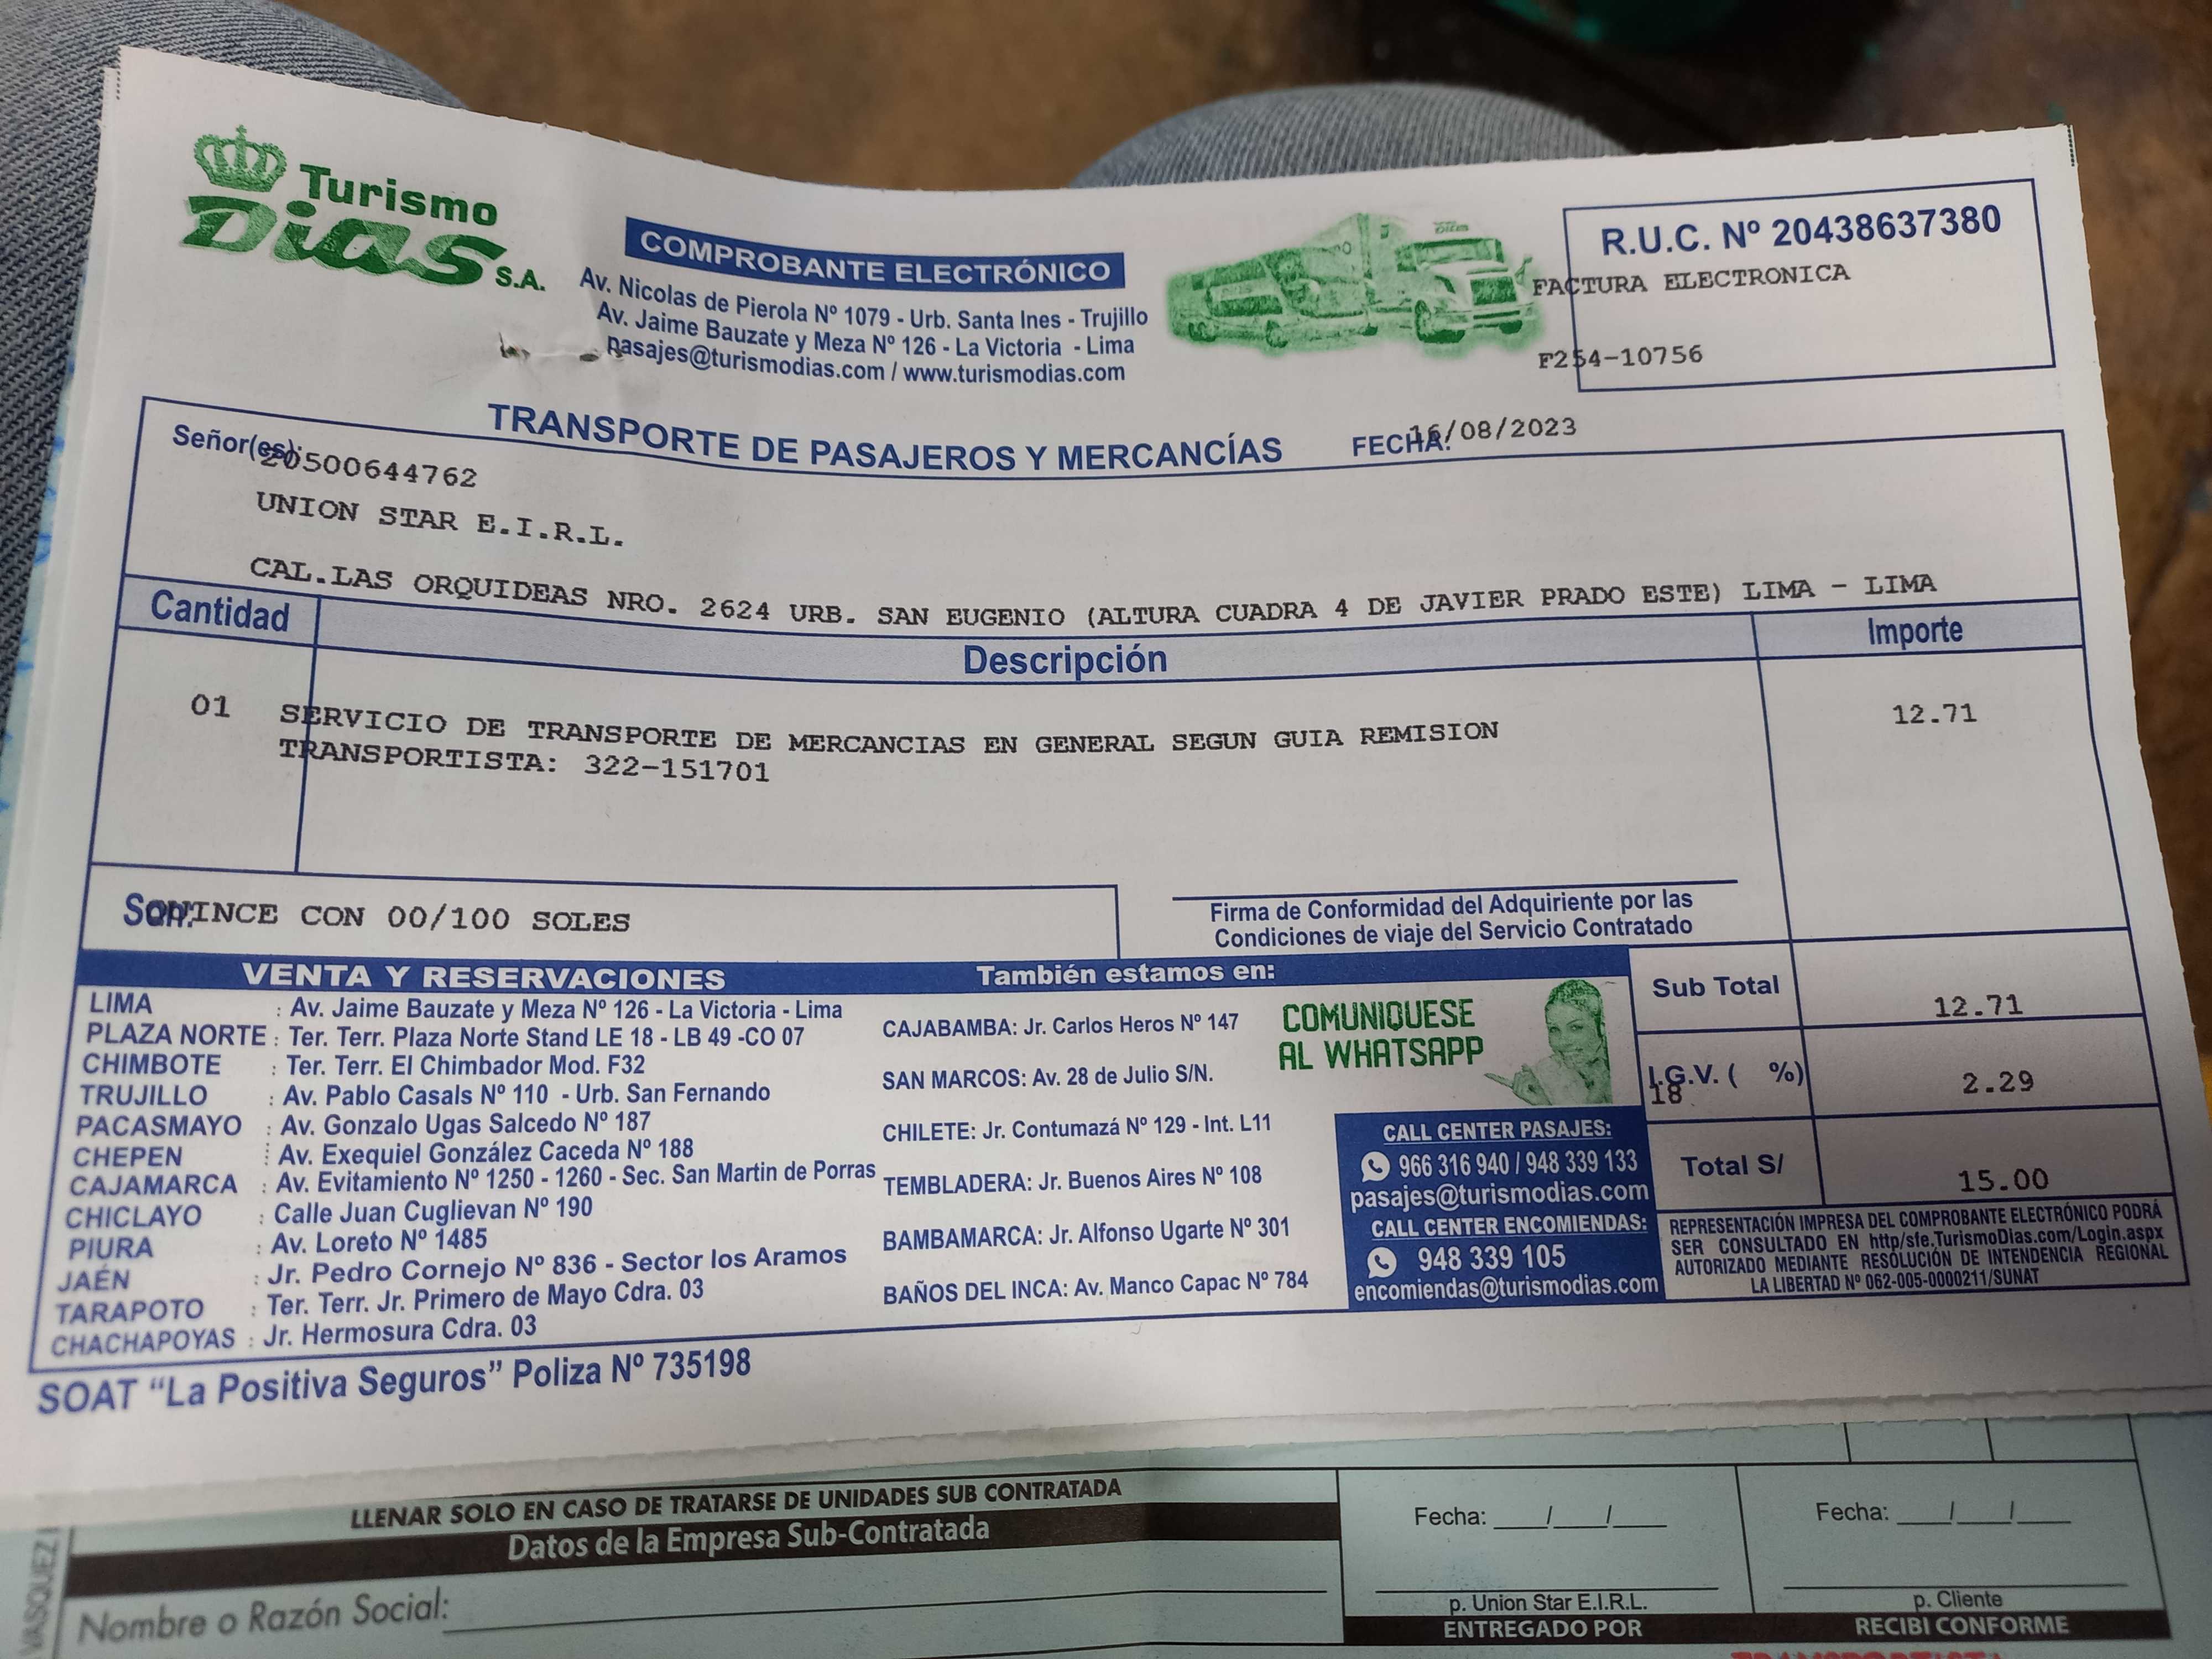 Turismo
Dias S.A.
COMPROBANTE ELECTRÓNICO
Av. Nicolas de Pierola Nº 1079 - Urb. Santa Ines - Trujillo
Av. Jaime Bauzate y Meza Nº 126 - La Victoria - Lima
pasajes@turismodias.com / www.turismodias.com
R.U.C. Nº 20438637380
FACTURA ELECTRONICA
F254-10756
TRANSPORTE DE PASAJEROS Y MERCANCÍAS
FECHA: 16/08/2023
Señor(es): 20500644762
UNION STAR E.I.R.L.
CAL.LAS ORQUIDEAS NRO. 2624 URB. SAN EUGENIO (ALTURA CUADRA 4 DE JAVIER PRADO ESTE) LIMA - LIMA
Cantidad Descripción Importe
01 SERVICIO DE TRANSPORTE DE MERCANCIAS EN GENERAL SEGUN GUIA REMISION 12.71
TRANSPORTISTA: 322-151701
Son: QUINCE CON 00/100 SOLES
Firma de Conformidad del Adquiriente por las
Condiciones de viaje del Servicio Contratado
Sub Total 12.71
I.G.V. ( %) 2.29
18
Total S/ 15.00
VENTA Y RESERVACIONES
LIMA : Av. Jaime Bauzate y Meza Nº 126 - La Victoria - Lima
PLAZA NORTE : Ter. Terr. Plaza Norte Stand LE 18 - LB 49 -CO 07
CHIMBOTE : Ter. Terr. El Chimbador Mod. F32
TRUJILLO : Av. Pablo Casals Nº 110 - Urb. San Fernando
PACASMAYO : Av. Gonzalo Ugas Salcedo Nº 187
CHEPEN : Av. Exequiel González Caceda Nº 188
CAJAMARCA : Av. Evitamiento Nº 1250 - 1260 - Sec. San Martin de Porras
CHICLAYO : Calle Juan Cuglievan Nº 190
PIURA : Av. Loreto Nº 1485
JAÉN : Jr. Pedro Cornejo Nº 836 - Sector los Aramos
TARAPOTO : Ter. Terr. Jr. Primero de Mayo Cdra. 03
CHACHAPOYAS : Jr. Hermosura Cdra. 03
También estamos en:
CAJABAMBA: Jr. Carlos Heros Nº 147
SAN MARCOS: Av. 28 de Julio S/N.
CHILETE: Jr. Contumazá Nº 129 - Int. L11
TEMBLADERA: Jr. Buenos Aires Nº 108
BAMBAMARCA: Jr. Alfonso Ugarte Nº 301
BAÑOS DEL INCA: Av. Manco Capac Nº 784
COMUNIQUESE
AL WHATSAPP
CALL CENTER PASAJES:
966 316 940 / 948 339 133
pasajes@turismodias.com
CALL CENTER ENCOMIENDAS:
948 339 105
encomiendas@turismodias.com
REPRESENTACIÓN IMPRESA DEL COMPROBANTE ELECTRÓNICO PODRÁ
SER CONSULTADO EN http/sfe.TurismoDias.com/Login.aspx
AUTORIZADO MEDIANTE RESOLUCIÓN DE INTENDENCIA REGIONAL
LA LIBERTAD Nº 062-005-0000211/SUNAT
SOAT “La Positiva Seguros” Poliza Nº 735198
LLENAR SOLO EN CASO DE TRATARSE DE UNIDADES SUB CONTRATADA
Datos de la Empresa Sub-Contratada
Nombre o Razón Social:
Fecha: ___/___/___
p. Union Star E.I.R.L.
ENTREGADO POR
Fecha: ___/___/___
p. Cliente
RECIBI CONFORME
VASQUEZ